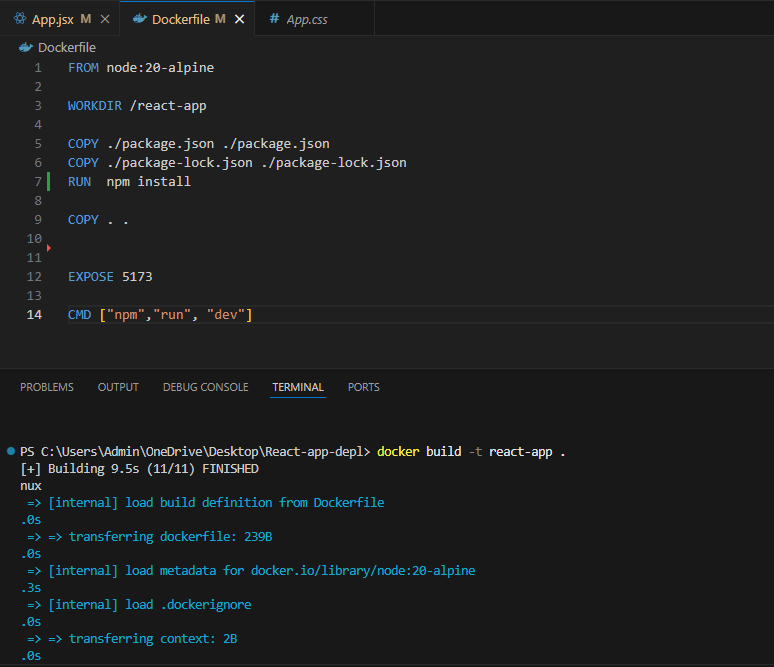 App.jsx M
Dockerfile M
# App.css
Dockerfile
1 FROM node:20-alpine
2
3 WORKDIR /react-app
4
5 COPY ./package.json ./package.json
6 COPY ./package-lock.json ./package-lock.json
7 RUN  npm install
8
9 COPY . .
10
11
12 EXPOSE 5173
13
14 CMD ["npm","run", "dev"]
PROBLEMS OUTPUT DEBUG CONSOLE TERMINAL PORTS
PS C:\Users\Admin\OneDrive\Desktop\React-app-depl> docker build -t react-app .
[+] Building 9.5s (11/11) FINISHED
nux
=> [internal] load build definition from Dockerfile
.0s
=> => transferring dockerfile: 239B
.0s
=> [internal] load metadata for docker.io/library/node:20-alpine
.3s
=> [internal] load .dockerignore
.0s
=> => transferring context: 2B
.0s